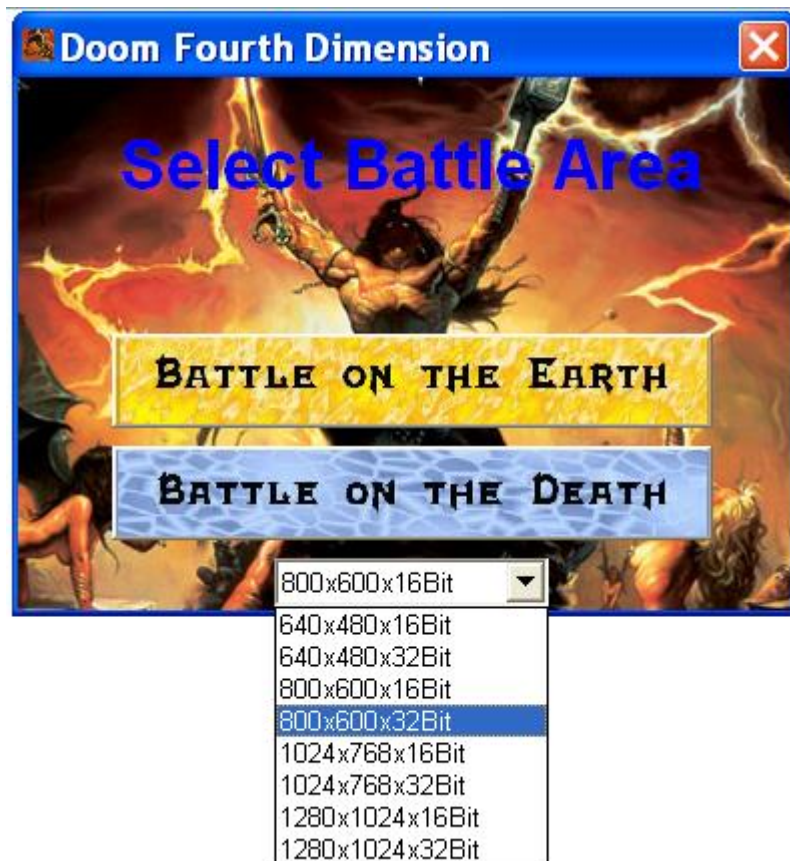 Doom Fourth Dimension
Select Battle Area
BATTLE ON THE EARTH
BATTLE ON THE DEATH
800x600x16Bit
640x480x16Bit
640x480x32Bit
800x600x16Bit
800x600x32Bit
1024x768x16Bit
1024x768x32Bit
1280x1024x16Bit
1280x1024x32Bit